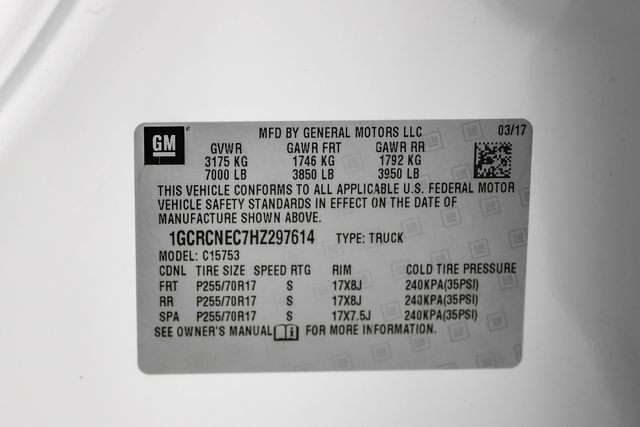 GM ® MFD BY GENERAL MOTORS LLC 03/17
GVWR GAWR FRT GAWR RR
3175 KG 1746 KG 1792 KG
7000 LB 3850 LB 3950 LB
THIS VEHICLE CONFORMS TO ALL APPLICABLE U.S. FEDERAL MOTOR
VEHICLE SAFETY STANDARDS IN EFFECT ON THE DATE OF
MANUFACTURE SHOWN ABOVE.
1GCRCNEC7HZ297614 TYPE: TRUCK
MODEL: C15753
CDNL TIRE SIZE SPEED RTG RIM COLD TIRE PRESSURE
FRT P255/70R17 S 17X8J 240KPA(35PSI)
RR P255/70R17 S 17X8J 240KPA(35PSI)
SPA P255/70R17 S 17X7.5J 240KPA(35PSI)
SEE OWNER'S MANUAL FOR MORE INFORMATION.